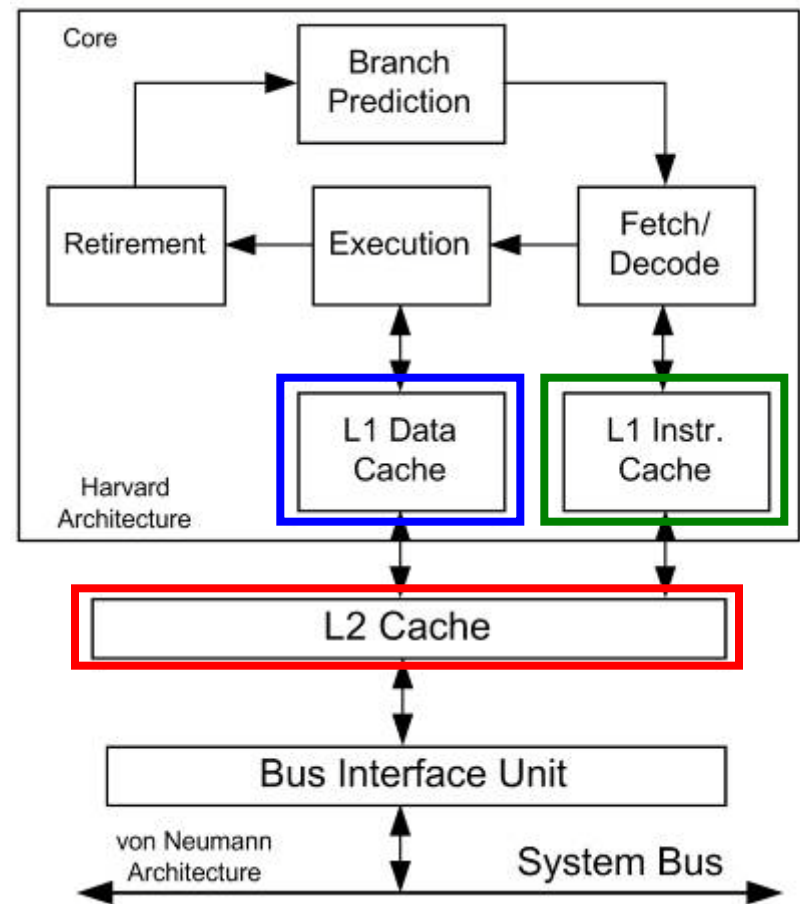 Core
Branch
Prediction
Retirement
Execution
Fetch/
Decode
L1 Data
Cache
L1 Instr.
Cache
Harvard
Architecture
L2 Cache
Bus Interface Unit
von Neumann
Architecture
System Bus